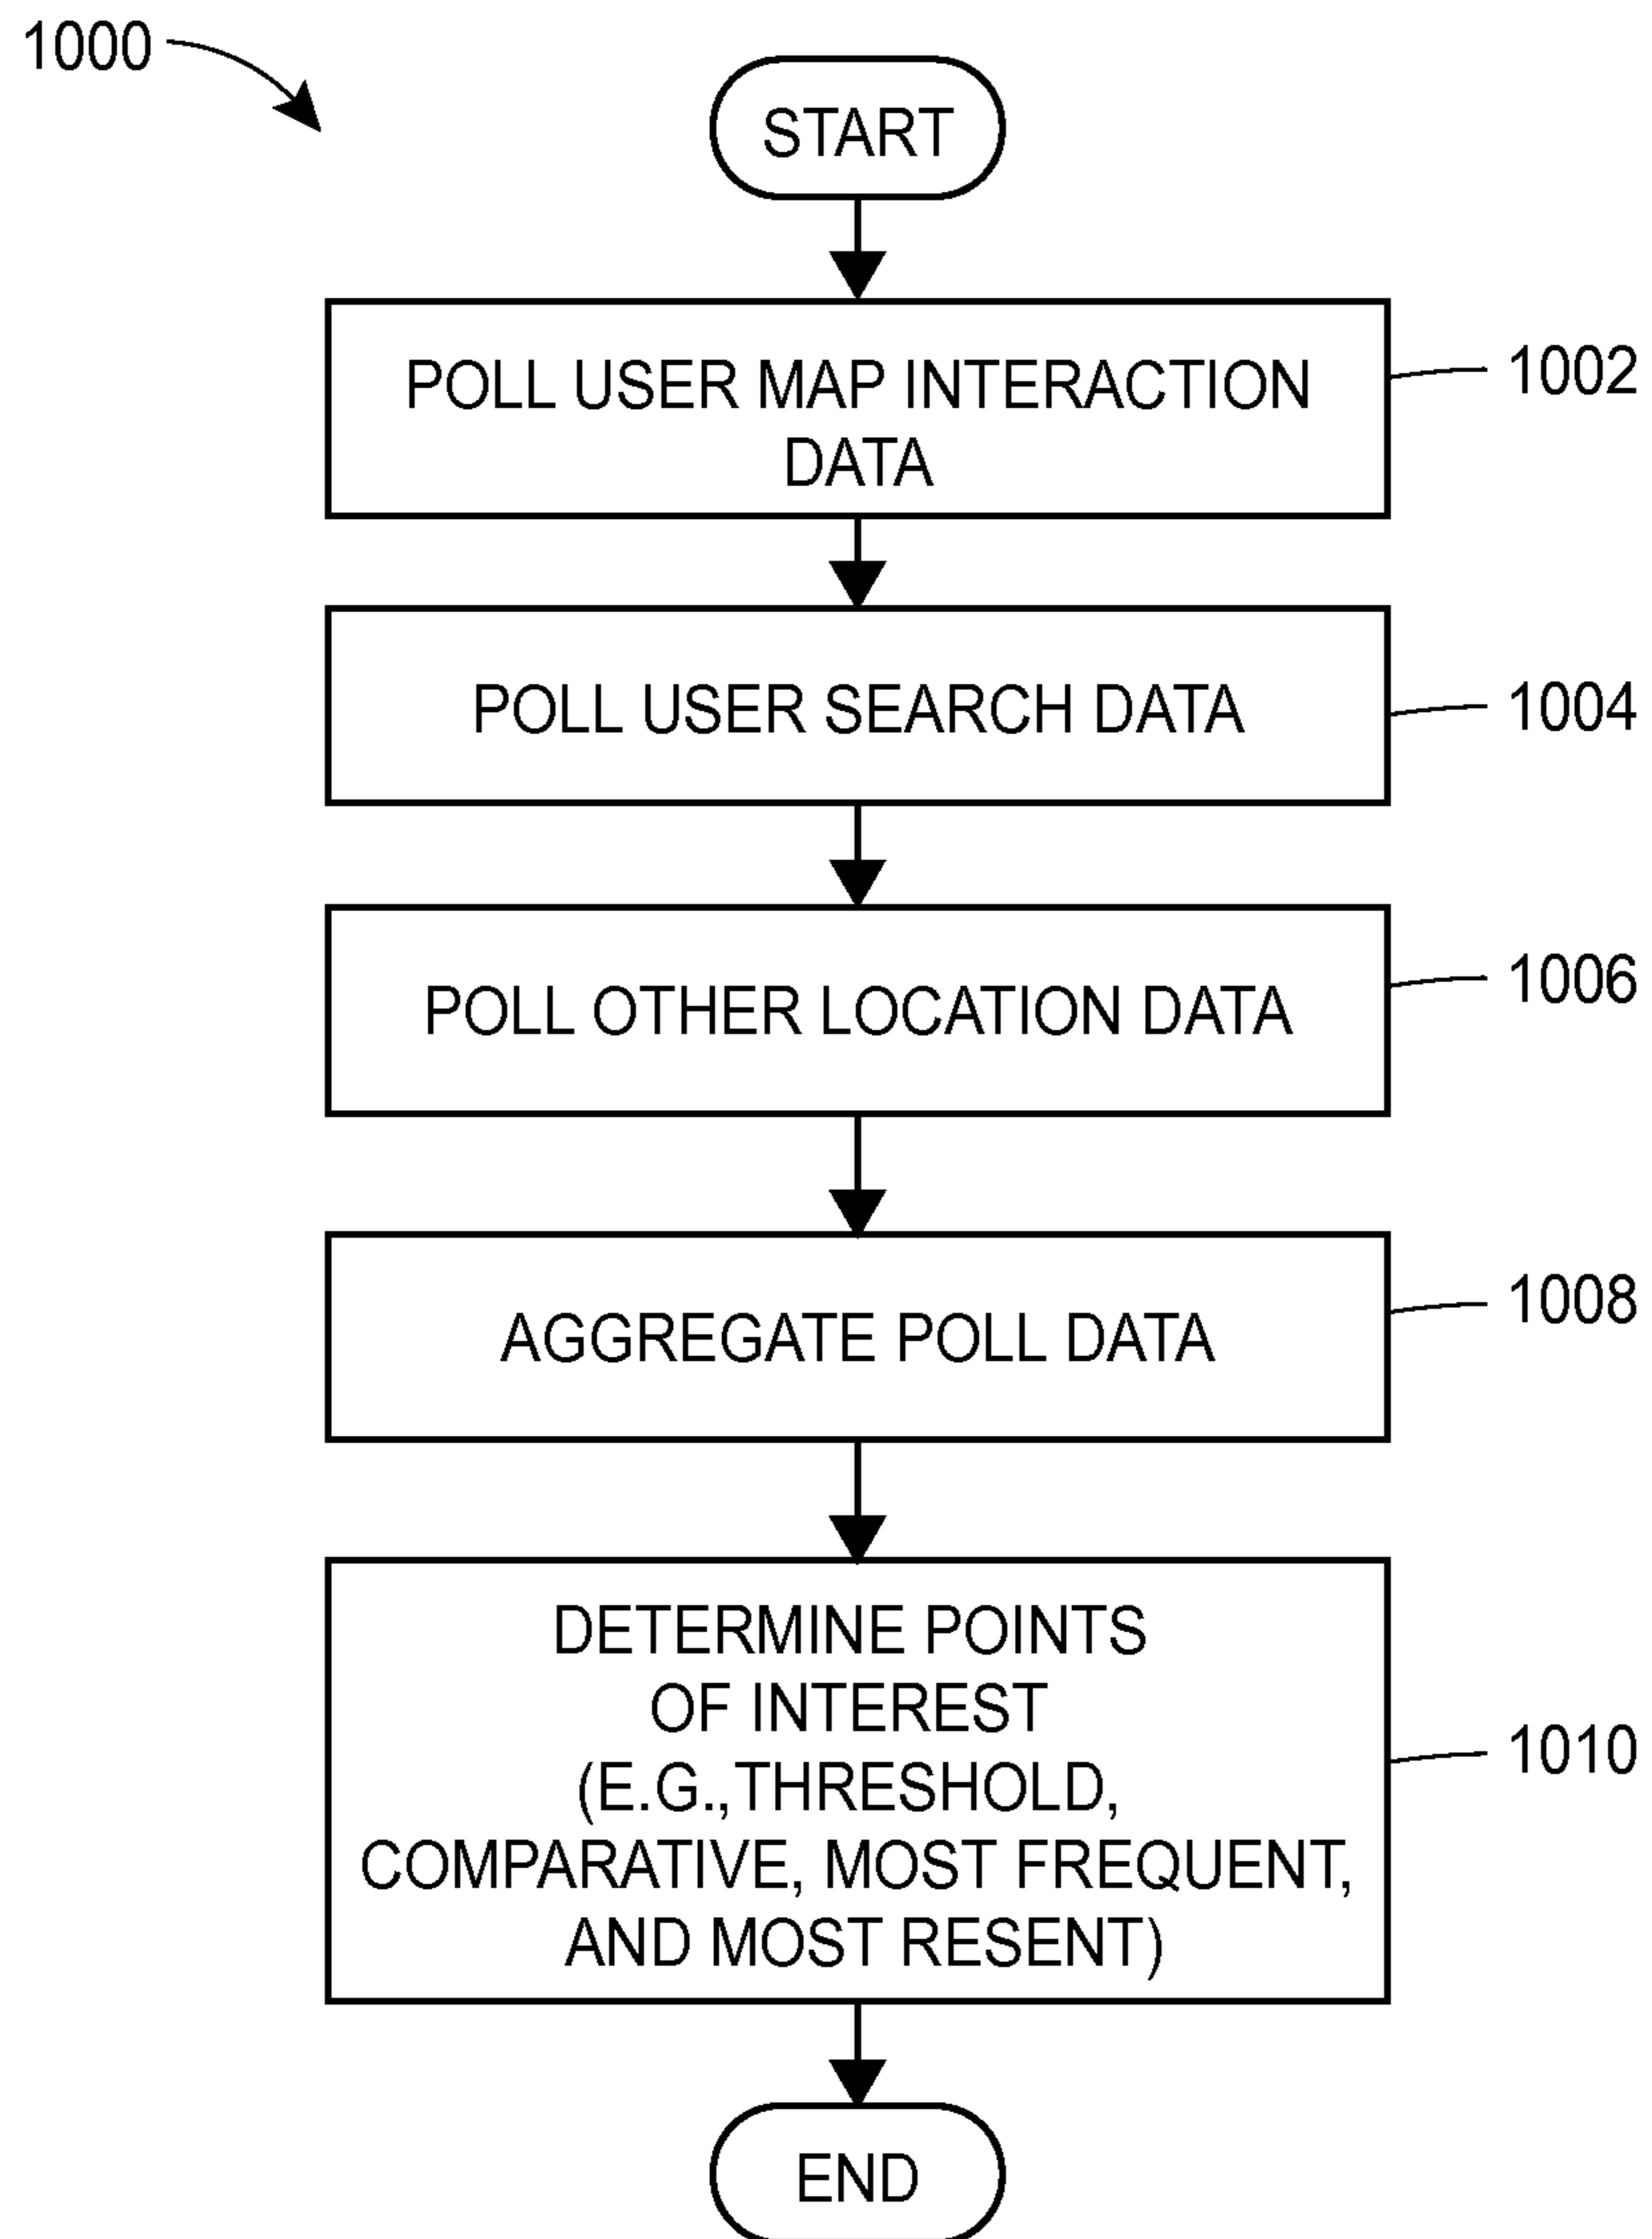 1000
START
POLL USER MAP INTERACTION
DATA
1002
POLL USER SEARCH DATA
1004
POLL OTHER LOCATION DATA
1006
AGGREGATE POLL DATA
1008
DETERMINE POINTS
OF INTEREST
(E.G.,THRESHOLD,
COMPARATIVE, MOST FREQUENT,
AND MOST RESENT)
1010
END